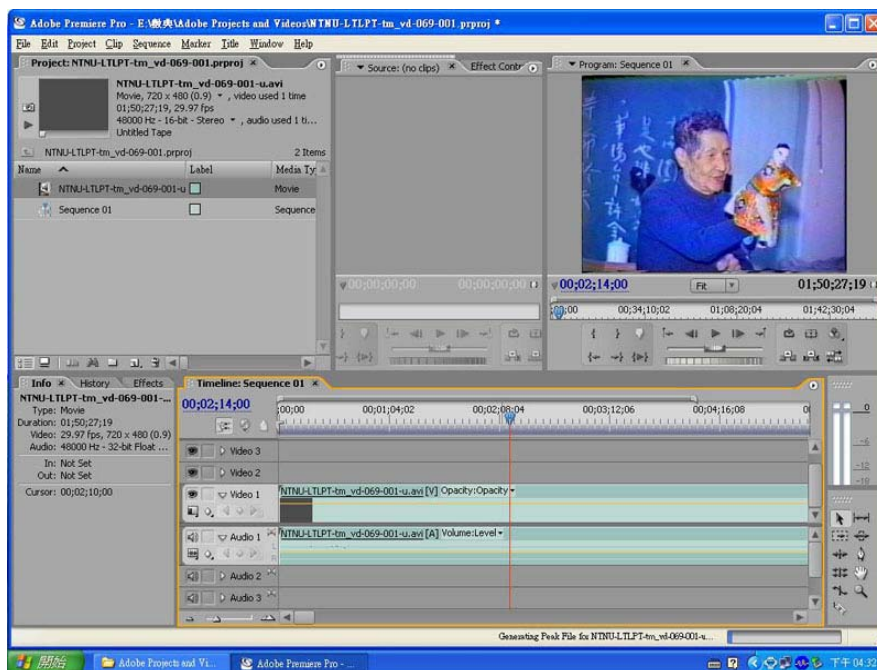 Adobe Premiere Pro - E:\數典\Adobe Projects and Videos\NTNU-LTLPT-tm_vd-069-001.prproj *
File Edit Project Clip Sequence Marker Title Window Help
Project: NTNU-LTLPT-tm_vd-069-001.prproj
NTNU-LTLPT-tm_vd-069-001-u.avi
Movie, 720 x 480 (0.9) , video used 1 time
01;50;27;19, 29.97 fps
48000 Hz - 16-bit - Stereo , audio used 1 ti...
Untitled Tape
NTNU-LTLPT-tm_vd-069-001.prproj 2 Items
Name Label Media Ty
NTNU-LTLPT-tm_vd-069-001-u Movie
Sequence 01 Sequence
Source: (no clips) Effect Contr
00;00;00;00 00;00;00;00
Program: Sequence 01
00;02;14;00 Fit 01;50;27;19
00;00 00;34;10;02 01;08;20;04 01;42;30;04
Info History Effects
NTNU-LTLPT-tm_vd-069-001-...
Type: Movie
Duration: 01;50;27;19
Video: 29.97 fps, 720 x 480 (0.9)
Audio: 48000 Hz - 32-bit Float ...
In: Not Set
Out: Not Set
Cursor: 00;02;10;00
Timeline: Sequence 01
00;02;14;00
;00;00 00;01;04;02 00;02;08;04 00;03;12;06 00;04;16;08 00
Video 3
Video 2
Video 1
NTNU-LTLPT-tm_vd-069-001-u.avi [V] Opacity:Opacity
Audio 1
NTNU-LTLPT-tm_vd-069-001-u.avi [A] Volume:Level
Audio 2
Audio 3
0
-6
-12
-18
Generating Peak File for NTNU-LTLPT-tm_vd-069-001-u...
開始 Adobe Projects and Vi... Adobe Premiere Pro - ... 下午 04:32